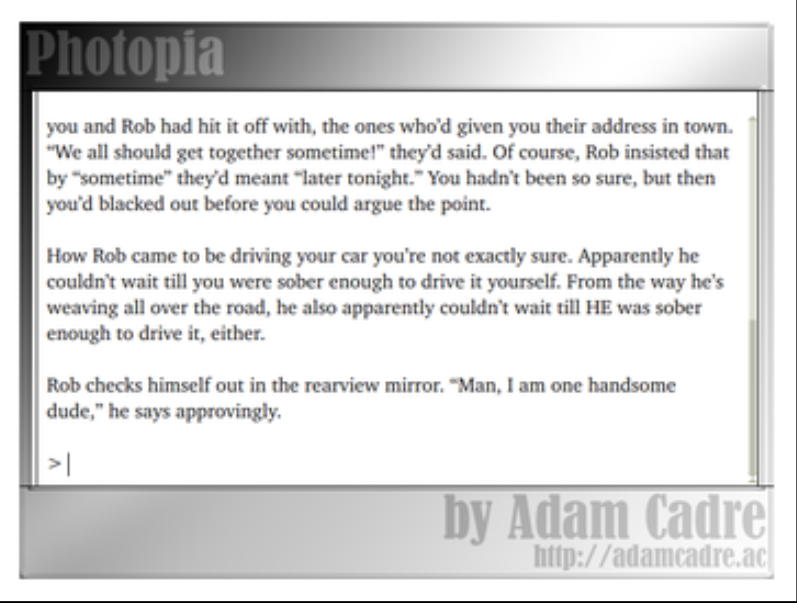 Photopia
you and Rob had hit it off with, the ones who’d given you their address in town.
“We all should get together sometime!” they’d said. Of course, Rob insisted that
by “sometime” they’d meant “later tonight.” You hadn’t been so sure, but then
you’d blacked out before you could argue the point.
How Rob came to be driving your car you’re not exactly sure. Apparently he
couldn’t wait till you were sober enough to drive it yourself. From the way he’s
weaving all over the road, he also apparently couldn’t wait till HE was sober
enough to drive it, either.
Rob checks himself out in the rearview mirror. “Man, I am one handsome
dude,” he says approvingly.
>
by Adam Cadre
http://adamcadre.ac